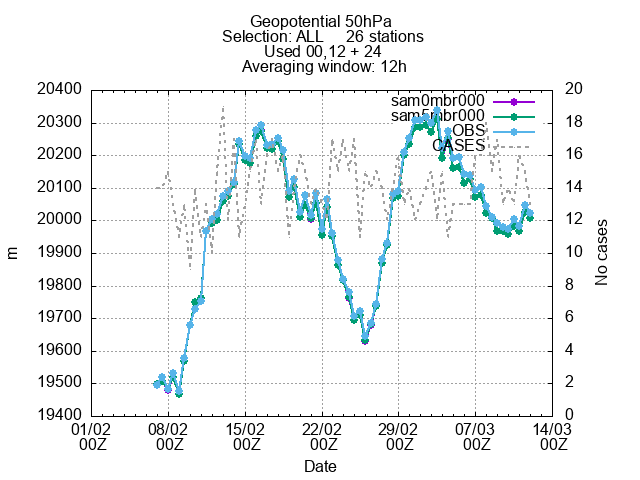 Geopotential 50hPa
Selection: ALL 26 stations
Used 00,12 + 24
Averaging window: 12h
20400
20300
20200
20100
20000
19900
19800
19700
19600
19500
19400
m
20
18
16
14
12
10
8
6
4
2
0
No cases
sam0mbr000
sam5mbr000
OBS
CASES
01/02 08/02 15/02 22/02 29/02 07/03 14/03
00Z 00Z 00Z 00Z 00Z 00Z 00Z
Date